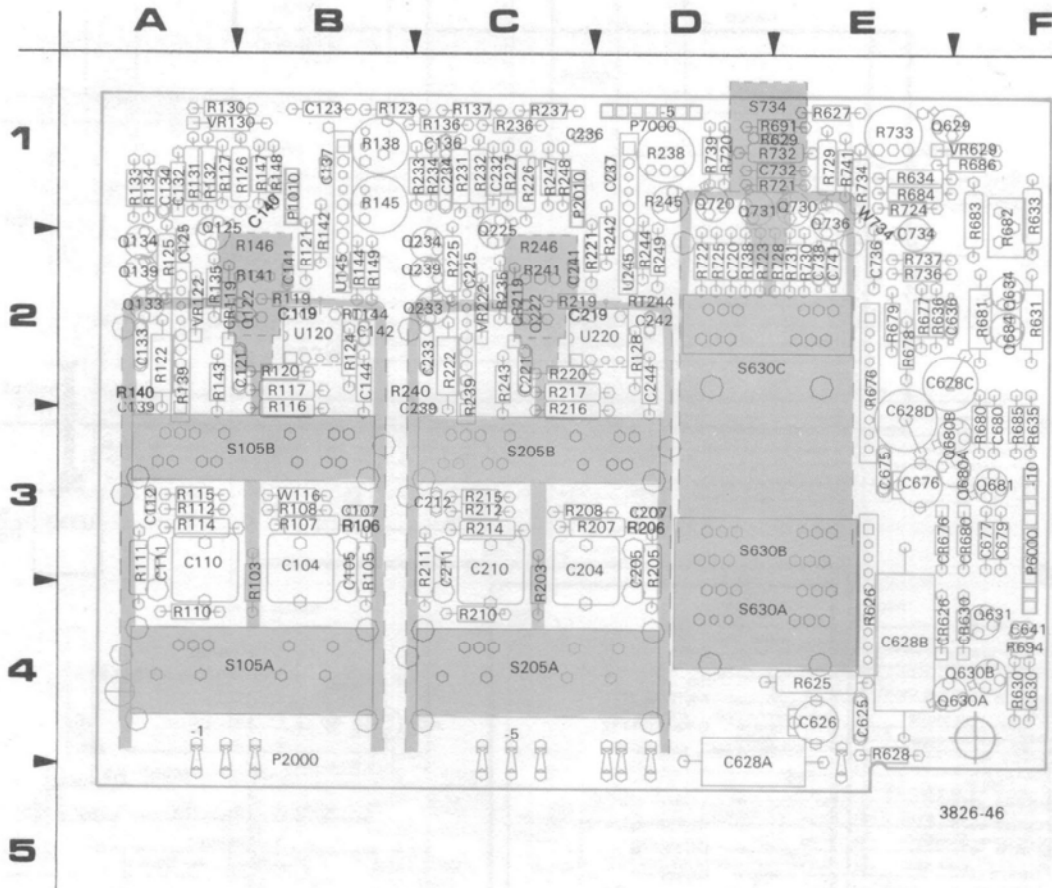 A B C D E F
1
R130 C123 R123 R137 R237 -5 S734 R627
VR130 R136 R236 P7000 R691 R733 Q629
R138 C136 Q236 R238 R629 VR629
R133 R134 C134 C132 R131 R132 R127 R126 R147 R148 C137 R233 R234 C234 R231 R232 C232 R227 R226 R247 R248 C237 R739 R720 R732 R729 R741 R734 R686
P1010 P2010 C732 R634
C140 R145 R245 R721 R684 R683 R682 R633
Q720 Q731 Q730 R724
Q125 R121 R142 Q225 R221 R242 Q736 W734 C734
Q134 R125 C125 R146 U145 R144 R149 Q234 R225 C225 R246 U245 R244 R249 R722 R725 C720 R738 R723 R728 R731 R730 C738 C741 C736 R737
Q139 R135 R141 C141 Q239 R235 R241 C241 R736
2
Q133 VR122 CR119 Q122 R119 RT144 Q233 VR222 CR219 Q222 R219 RT244 R679 R677 R636 C636 R681 Q634 Q684 R631
C119 C142 C219 C242 R678
C133 R122 U120 R124 C233 R222 U220 R128
R139 R143 C121 R120 C144 R239 R243 C221 R220 C244 S630C R676 C628C
R140 R117 R240 R217
C139 R116 C239 R216 C628D
S105B S205B Q680B R680 C680 R685 R635
3
C675 C676 Q680A Q681 -10
C112 R115 W116 C212 R215
R112 R108 C107 R212 R208 C207
R114 R107 R106 R214 R207 R206 CR676 CR680 C677 C679
R111 C111 C110 R103 C104 C105 R105 R211 C211 C210 R203 C204 C205 R205 S630B P6000
R110 R210 S630A R626 C628B CR626 CR630 Q631 C641
4
S105A S205A R694
R625 Q630B
Q630A R630 C630
C626 C625
-1 -5
P2000 C628A R628
3826-46
5